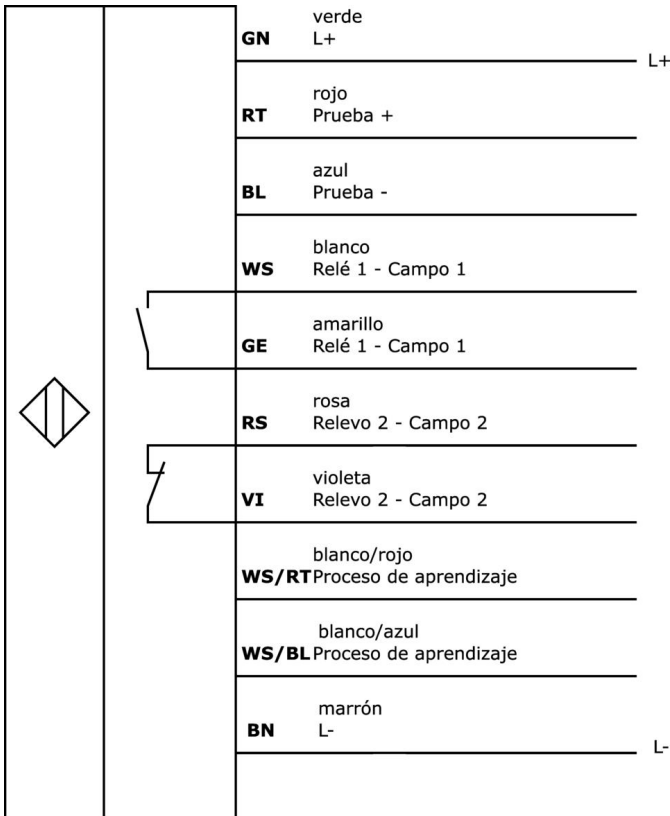 verde
GN L+
L+
rojo
RT Prueba +
azul
BL Prueba -
blanco
WS Relé 1 - Campo 1
amarillo
GE Relé 1 - Campo 1
rosa
RS Relevo 2 - Campo 2
violeta
VI Relevo 2 - Campo 2
blanco/rojo
WS/RT Proceso de aprendizaje
blanco/azul
WS/BL Proceso de aprendizaje
marrón
BN L-
L-